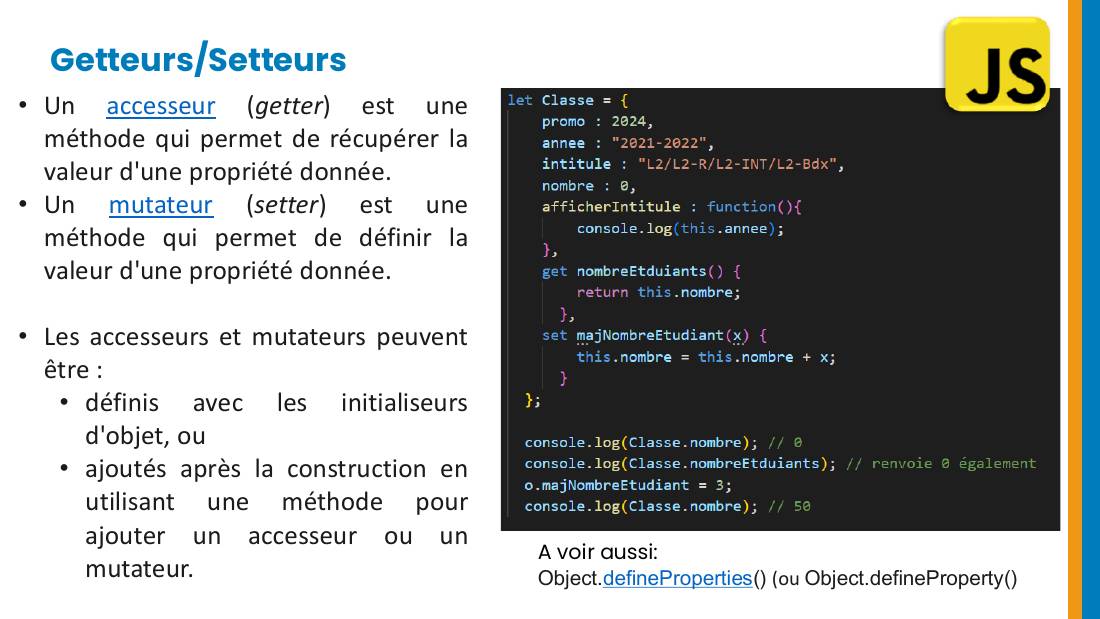 Getteurs/Setteurs
JS
• Un accesseur (getter) est une
méthode qui permet de récupérer la
valeur d'une propriété donnée.
• Un mutateur (setter) est une
méthode qui permet de définir la
valeur d'une propriété donnée.
• Les accesseurs et mutateurs peuvent
être :
• définis avec les initialiseurs
d'objet, ou
• ajoutés après la construction en
utilisant une méthode pour
ajouter un accesseur ou un
mutateur.
let Classe = {
promo : 2024,
annee : "2021-2022",
intitule : "L2/L2-R/L2-INT/L2-Bdx",
nombre : 0,
afficherIntitule : function(){
console.log(this.annee);
},
get nombreEtduiants() {
return this.nombre;
},
set majNombreEtudiant(x) {
this.nombre = this.nombre + x;
}
};
console.log(Classe.nombre); // 0
console.log(Classe.nombreEtduiants); // renvoie 0 également
o.majNombreEtudiant = 3;
console.log(Classe.nombre); // 50
A voir aussi:
Object.defineProperties() (ou Object.defineProperty()